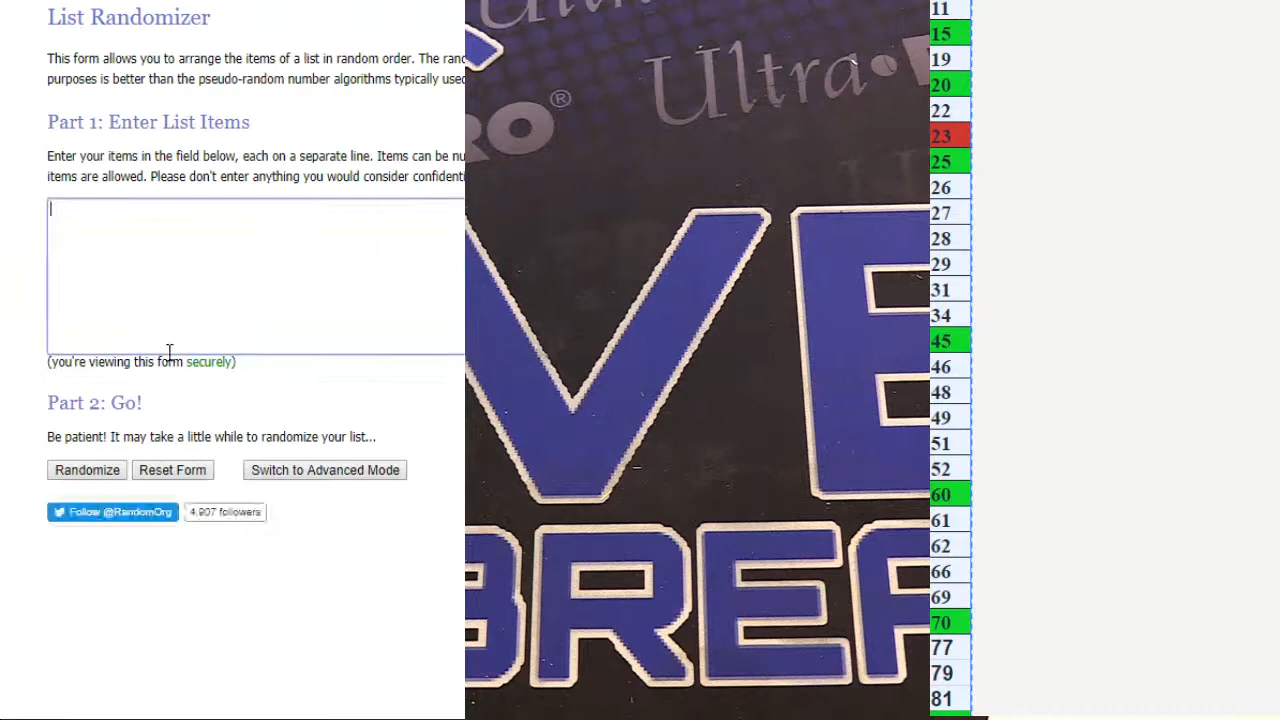 List Randomizer
This form allows you to arrange the items of a list in random order. The
purposes is better than the pseudo-random number algorithms typically used
Part 1: Enter List Items
Enter your items in the field below, each on a separate line. Items can be
items are allowed. Please don't enter anything you would consider
(you're viewing this form securely)
Part 2: Go!
Be patient! It may take a little while to randomize your list...
Randomize Reset Form Switch to Advanced Mode
Follow @RandomOrg 4,907 followers
Ultra
Ultra•
RO®
VE
BREA
11
15
19
20
22
23
25
26
27
28
29
31
34
45
46
48
49
51
52
60
61
62
66
69
70
77
79
81